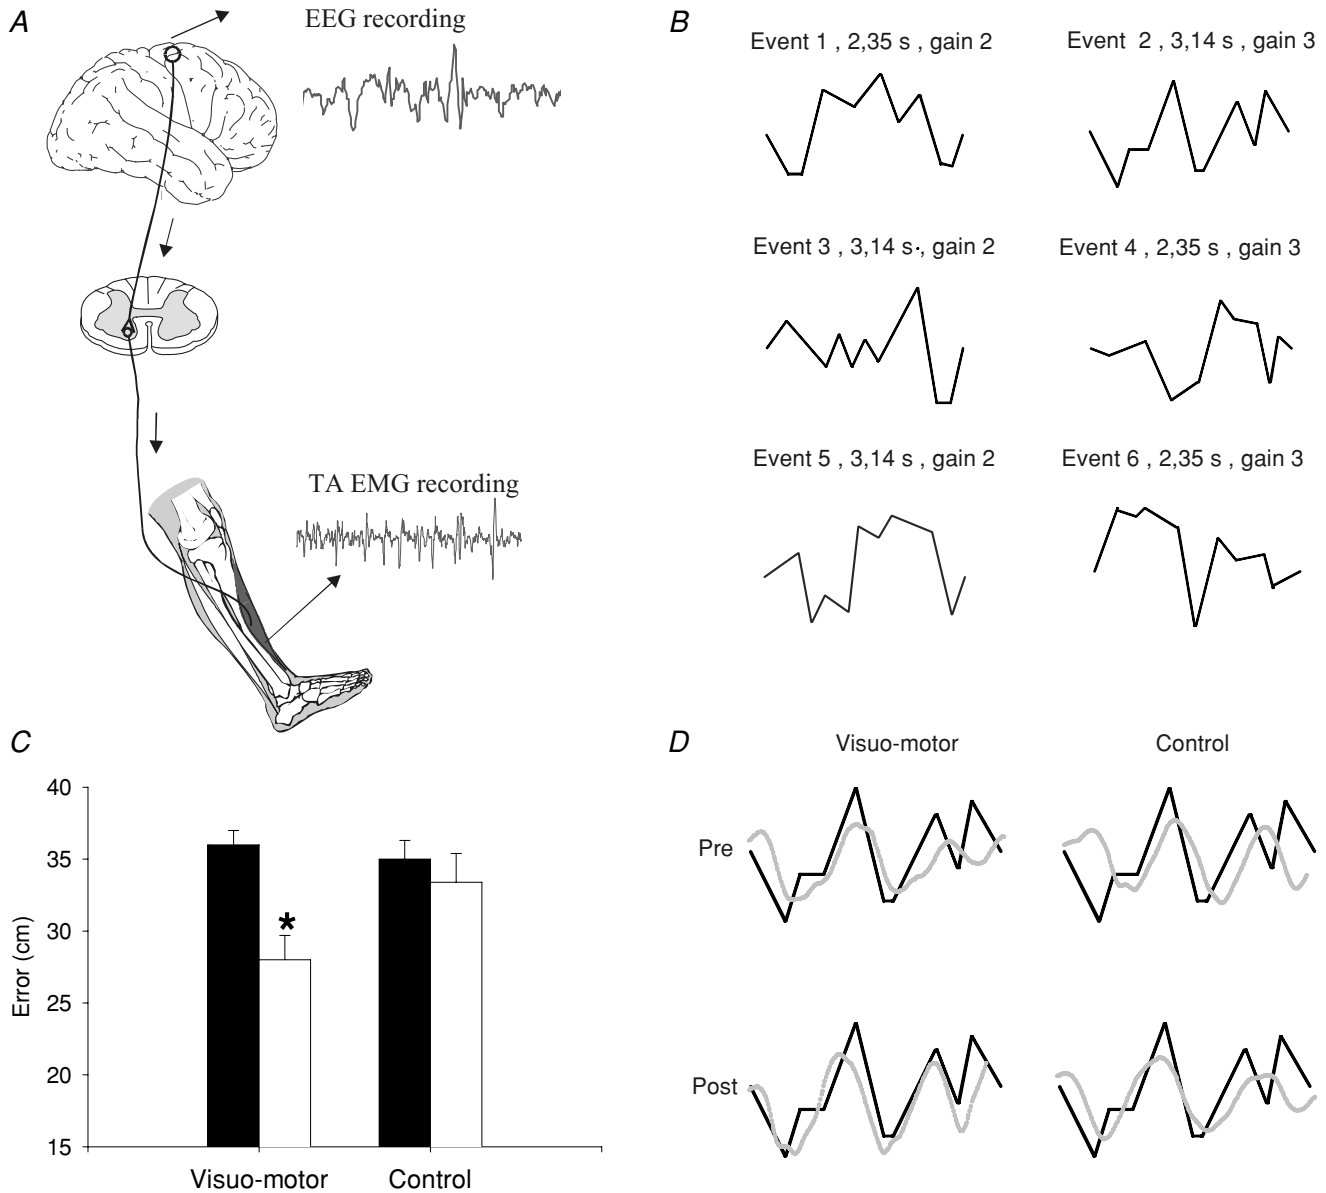 A
EEG recording
TA EMG recording
B
Event 1 , 2,35 s , gain 2
Event 2 , 3,14 s , gain 3
Event 3 , 3,14 s , gain 2
Event 4 , 2,35 s , gain 3
Event 5 , 3,14 s , gain 2
Event 6 , 2,35 s , gain 3
C
Error (cm)
40
35
30
25
20
15
*
Visuo-motor
Control
D
Visuo-motor
Control
Pre
Post